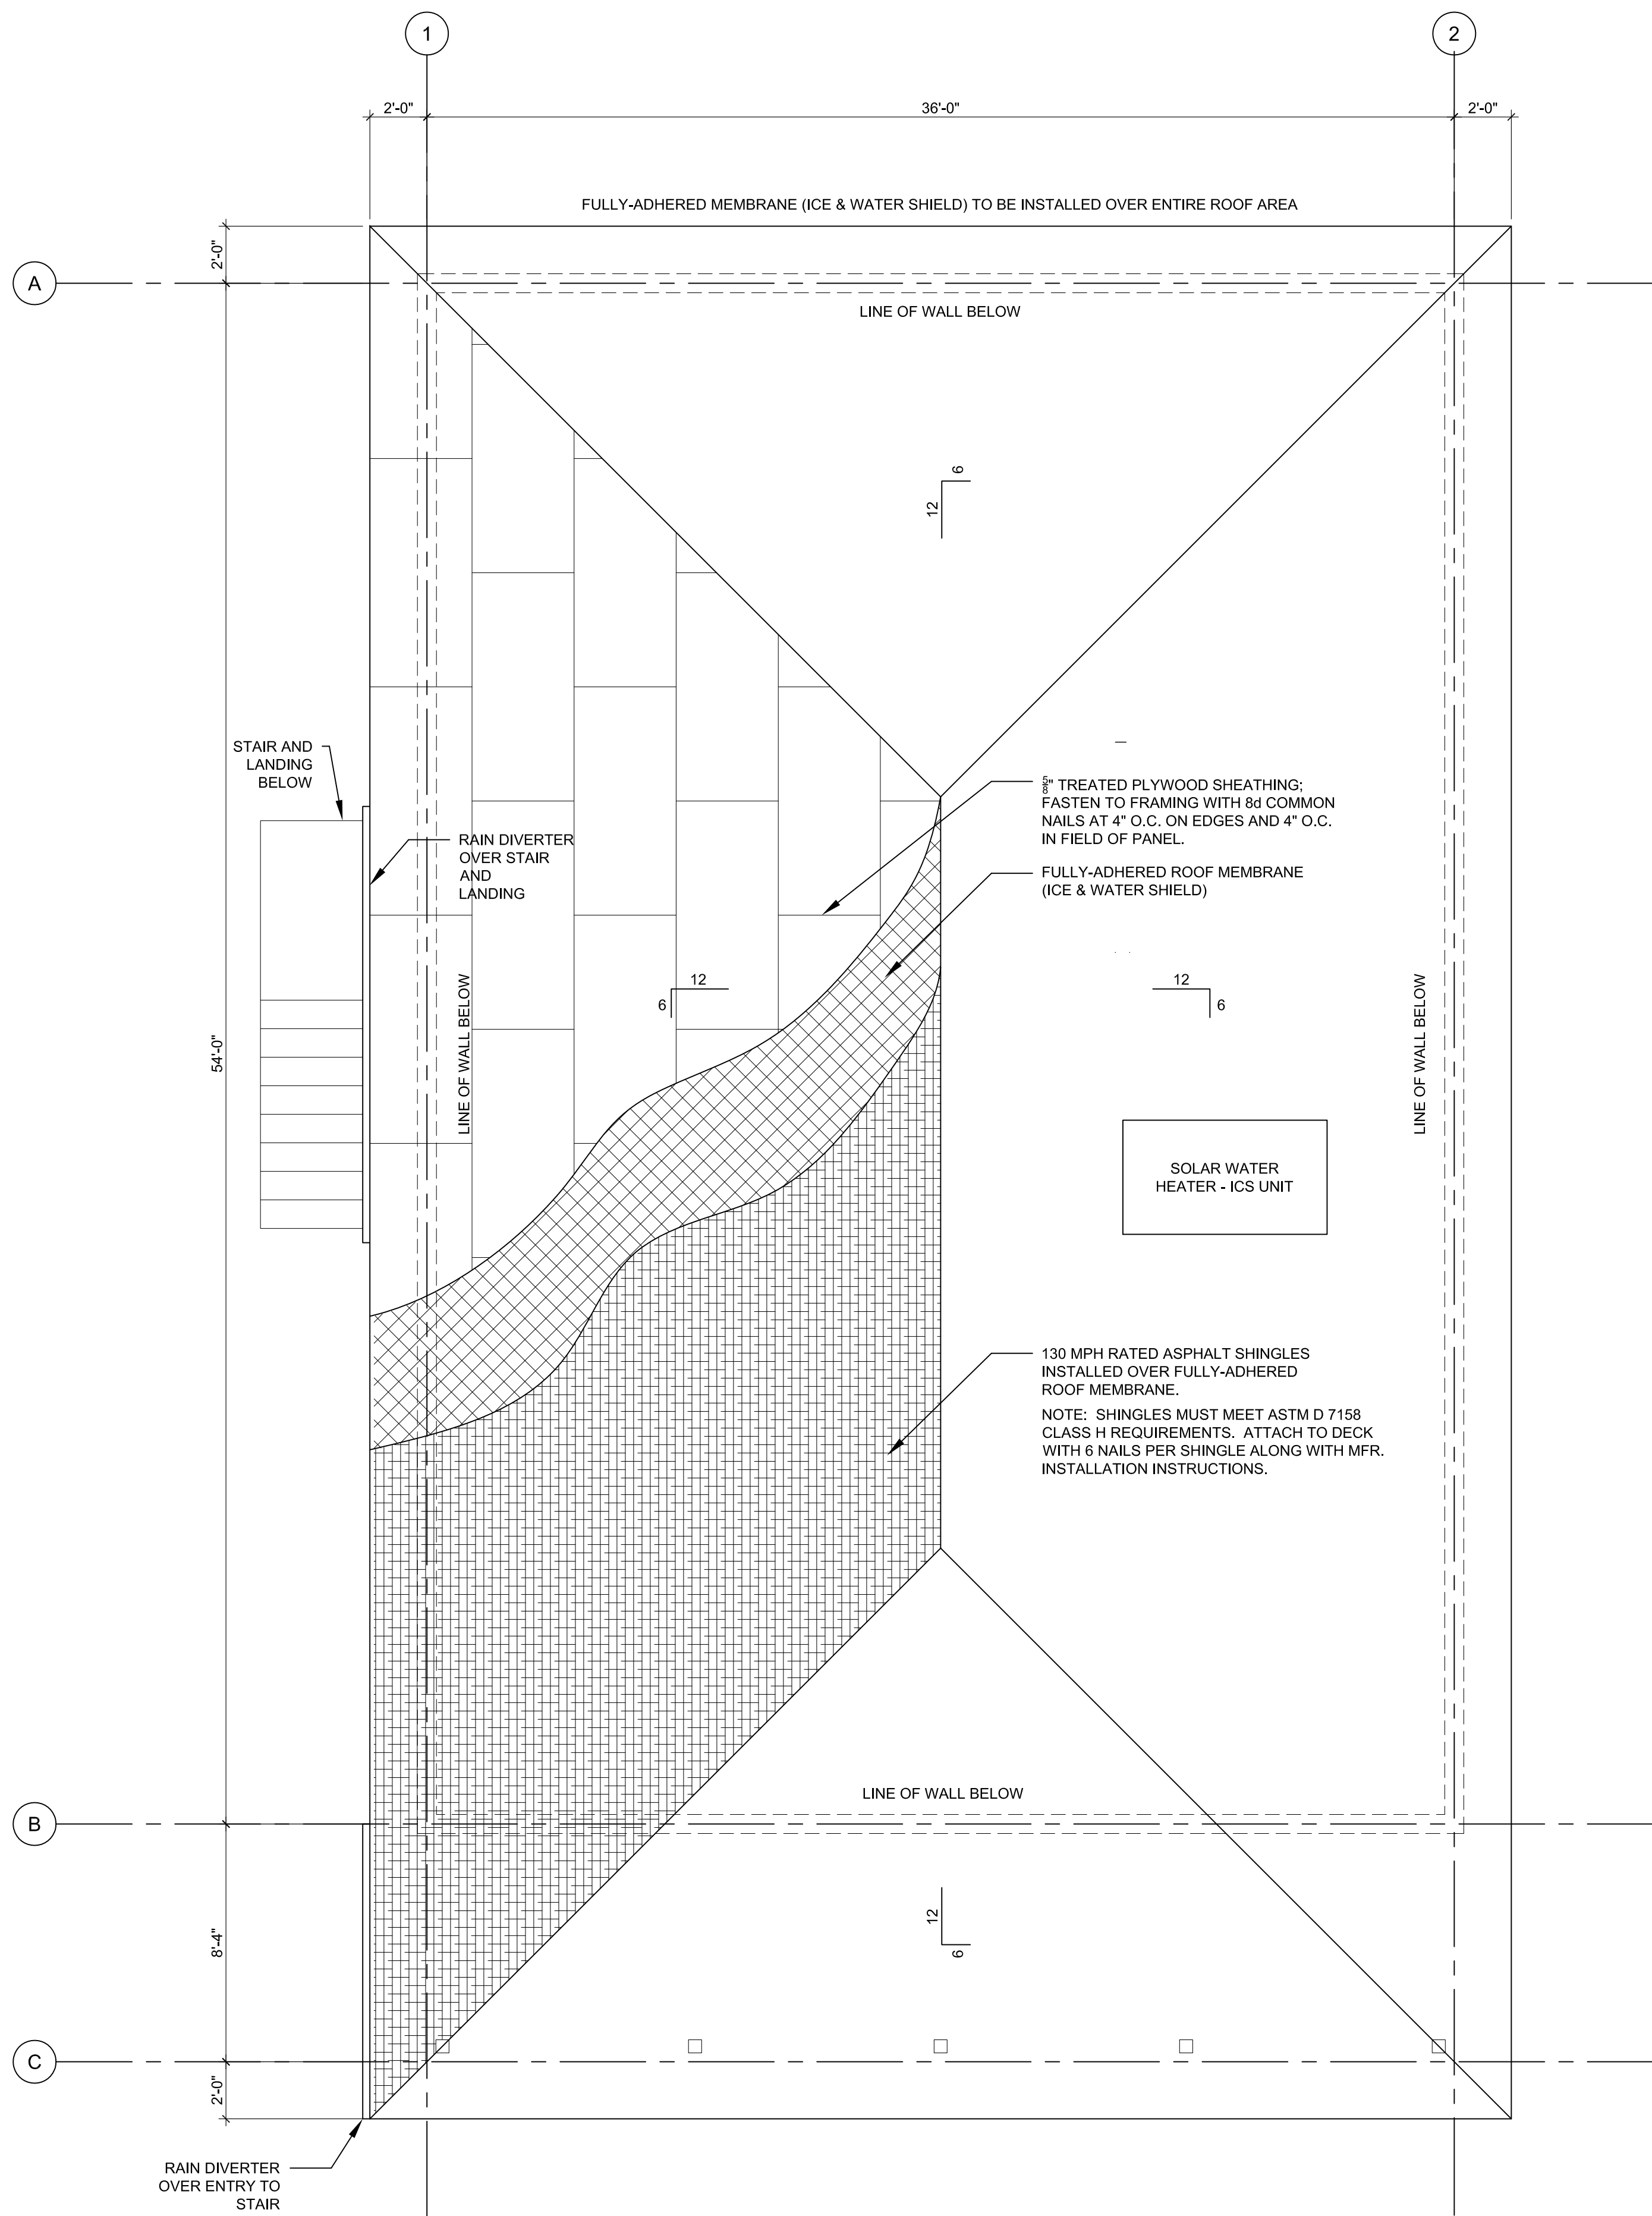 1
2
2'-0"
36'-0"
2'-0"
FULLY-ADHERED MEMBRANE (ICE & WATER SHIELD) TO BE INSTALLED OVER ENTIRE ROOF AREA
2'-0"
A
LINE OF WALL BELOW
6
12
STAIR AND
LANDING
BELOW
RAIN DIVERTER
OVER STAIR
AND
LANDING
5/8" TREATED PLYWOOD SHEATHING;
FASTEN TO FRAMING WITH 8d COMMON
NAILS AT 4" O.C. ON EDGES AND 4" O.C.
IN FIELD OF PANEL.
FULLY-ADHERED ROOF MEMBRANE
(ICE & WATER SHIELD)
54'-0"
LINE OF WALL BELOW
12
6
12
6
LINE OF WALL BELOW
SOLAR WATER
HEATER - ICS UNIT
130 MPH RATED ASPHALT SHINGLES
INSTALLED OVER FULLY-ADHERED
ROOF MEMBRANE.
NOTE: SHINGLES MUST MEET ASTM D 7158
CLASS H REQUIREMENTS. ATTACH TO DECK
WITH 6 NAILS PER SHINGLE ALONG WITH MFR.
INSTALLATION INSTRUCTIONS.
LINE OF WALL BELOW
B
8'-4"
12
6
C
2'-0"
RAIN DIVERTER
OVER ENTRY TO
STAIR